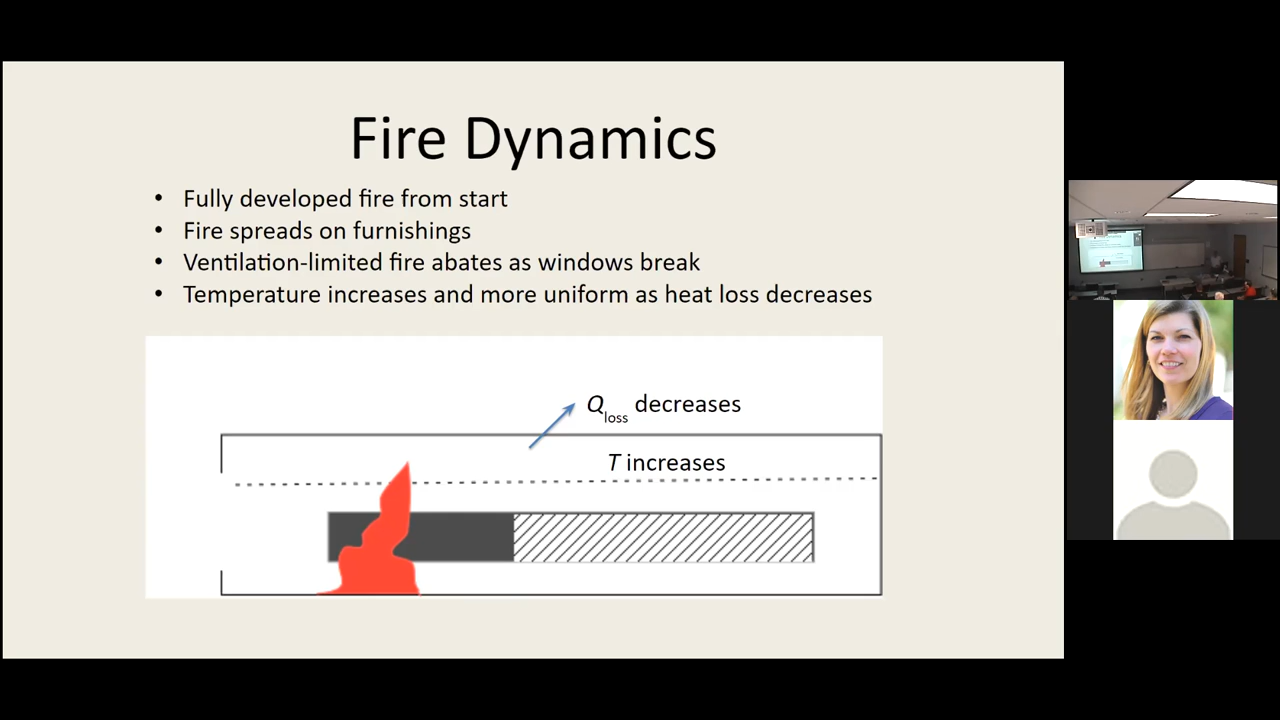 Fire Dynamics
• Fully developed fire from start
• Fire spreads on furnishings
• Ventilation-limited fire abates as windows break
• Temperature increases and more uniform as heat loss decreases
Qloss decreases
T increases